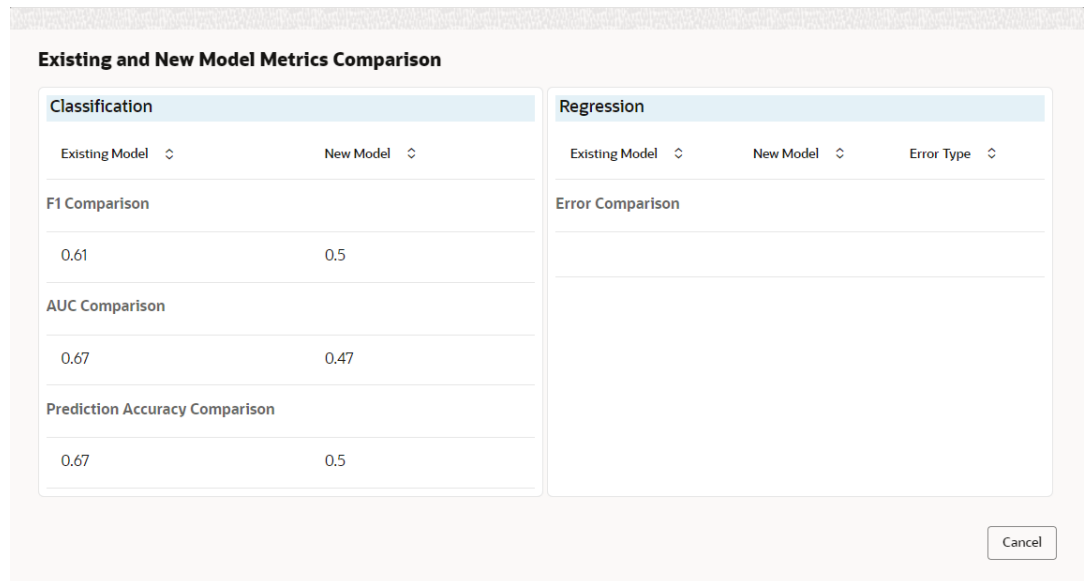 Existing and New Model Metrics Comparison
Classification
Existing Model New Model
F1 Comparison
0.61 0.5
AUC Comparison
0.67 0.47
Prediction Accuracy Comparison
0.67 0.5
Regression
Existing Model New Model Error Type
Error Comparison
Cancel